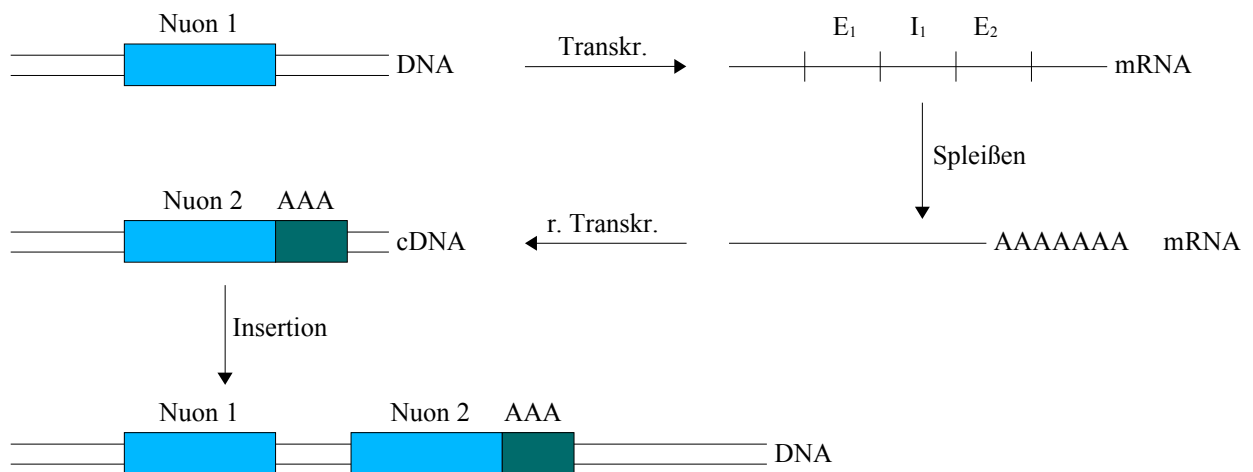 Nuon 1
E₁ I₁ E₂
DNA Transkr. mRNA
Spleißen
Nuon 2 AAA
cDNA r. Transkr. AAAAAAA mRNA
Insertion
Nuon 1 Nuon 2 AAA
DNA